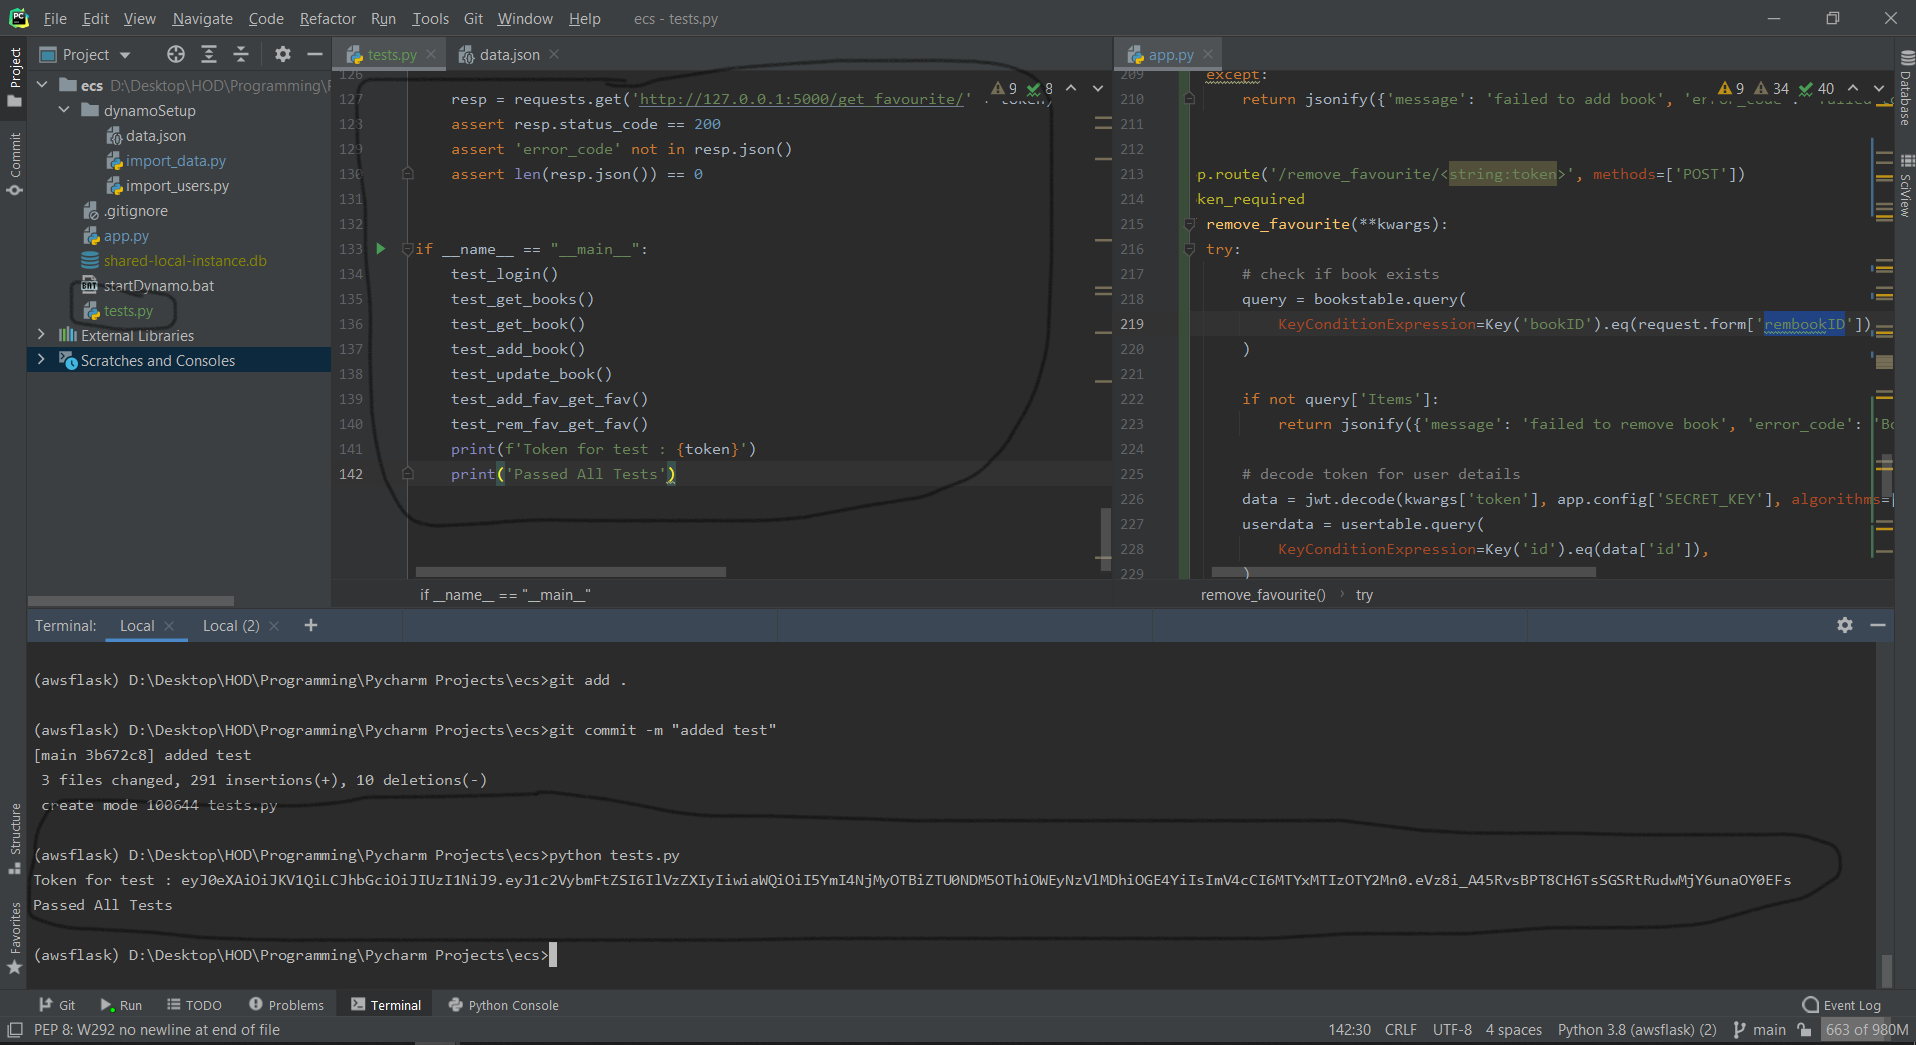 File Edit View Navigate Code Refactor Run Tools Git Window Help ecs - tests.py
Project
tests.py data.json
app.py
Project
Commit
Structure
Favorites
ecs D:\Desktop\HOD\Programming\
dynamoSetup
data.json
import_data.py
import_users.py
.gitignore
app.py
shared-local-instance.db
startDynamo.bat
tests.py
External Libraries
Scratches and Consoles
126
9 8
127 resp = requests.get('http://127.0.0.1:5000/get_favourite/' + token)
128 assert resp.status_code == 200
129 assert 'error_code' not in resp.json()
130 assert len(resp.json()) == 0
131
132
133 if __name__ == "__main__":
134 test_login()
135 test_get_books()
136 test_get_book()
137 test_add_book()
138 test_update_book()
139 test_add_fav_get_fav()
140 test_rem_fav_get_fav()
141 print(f'Token for test : {token}')
142 print('Passed All Tests')
if __name__ == "__main__"
209 except:
9 34 40
210 return jsonify({'message': 'failed to add book', 'error_code': 'Failed to
211
212
213 p.route('/remove_favourite/<string:token>', methods=['POST'])
214 ken_required
215 remove_favourite(**kwargs):
216 try:
217 # check if book exists
218 query = bookstable.query(
219 KeyConditionExpression=Key('bookID').eq(request.form['rembookID'])
220 )
221
222 if not query['Items']:
223 return jsonify({'message': 'failed to remove book', 'error_code': 'Bo
224
225 # decode token for user details
226 data = jwt.decode(kwargs['token'], app.config['SECRET_KEY'], algorithms=[
227 userdata = usertable.query(
228 KeyConditionExpression=Key('id').eq(data['id']),
229 )
remove_favourite() › try
Database
SciView
Terminal: Local Local (2) +
(awsflask) D:\Desktop\HOD\Programming\Pycharm Projects\ecs>git add .
(awsflask) D:\Desktop\HOD\Programming\Pycharm Projects\ecs>git commit -m "added test"
[main 3b672c8] added test
3 files changed, 291 insertions(+), 10 deletions(-)
create mode 100644 tests.py
(awsflask) D:\Desktop\HOD\Programming\Pycharm Projects\ecs>python tests.py
Token for test : eyJ0eXAiOiJKV1QiLCJhbGciOiJIUzI1NiJ9.eyJ1c2VybmFtZSI6IlVzZXIyIiwiaWQiOiI5YmI4NjMyOTBiZTU0NDM5OThiOWEyNzVlMDhiOGE4YiIsImV4cCI6MTYxMTIzOTY2Mn0.eVz8i_A45RvsBPT8CH6TsSGSRtRudwMjY6unaOY0EFs
Passed All Tests
(awsflask) D:\Desktop\HOD\Programming\Pycharm Projects\ecs>
Git Run TODO Problems Terminal Python Console Event Log
PEP 8: W292 no newline at end of file 142:30 CRLF UTF-8 4 spaces Python 3.8 (awsflask) (2) main 663 of 980M